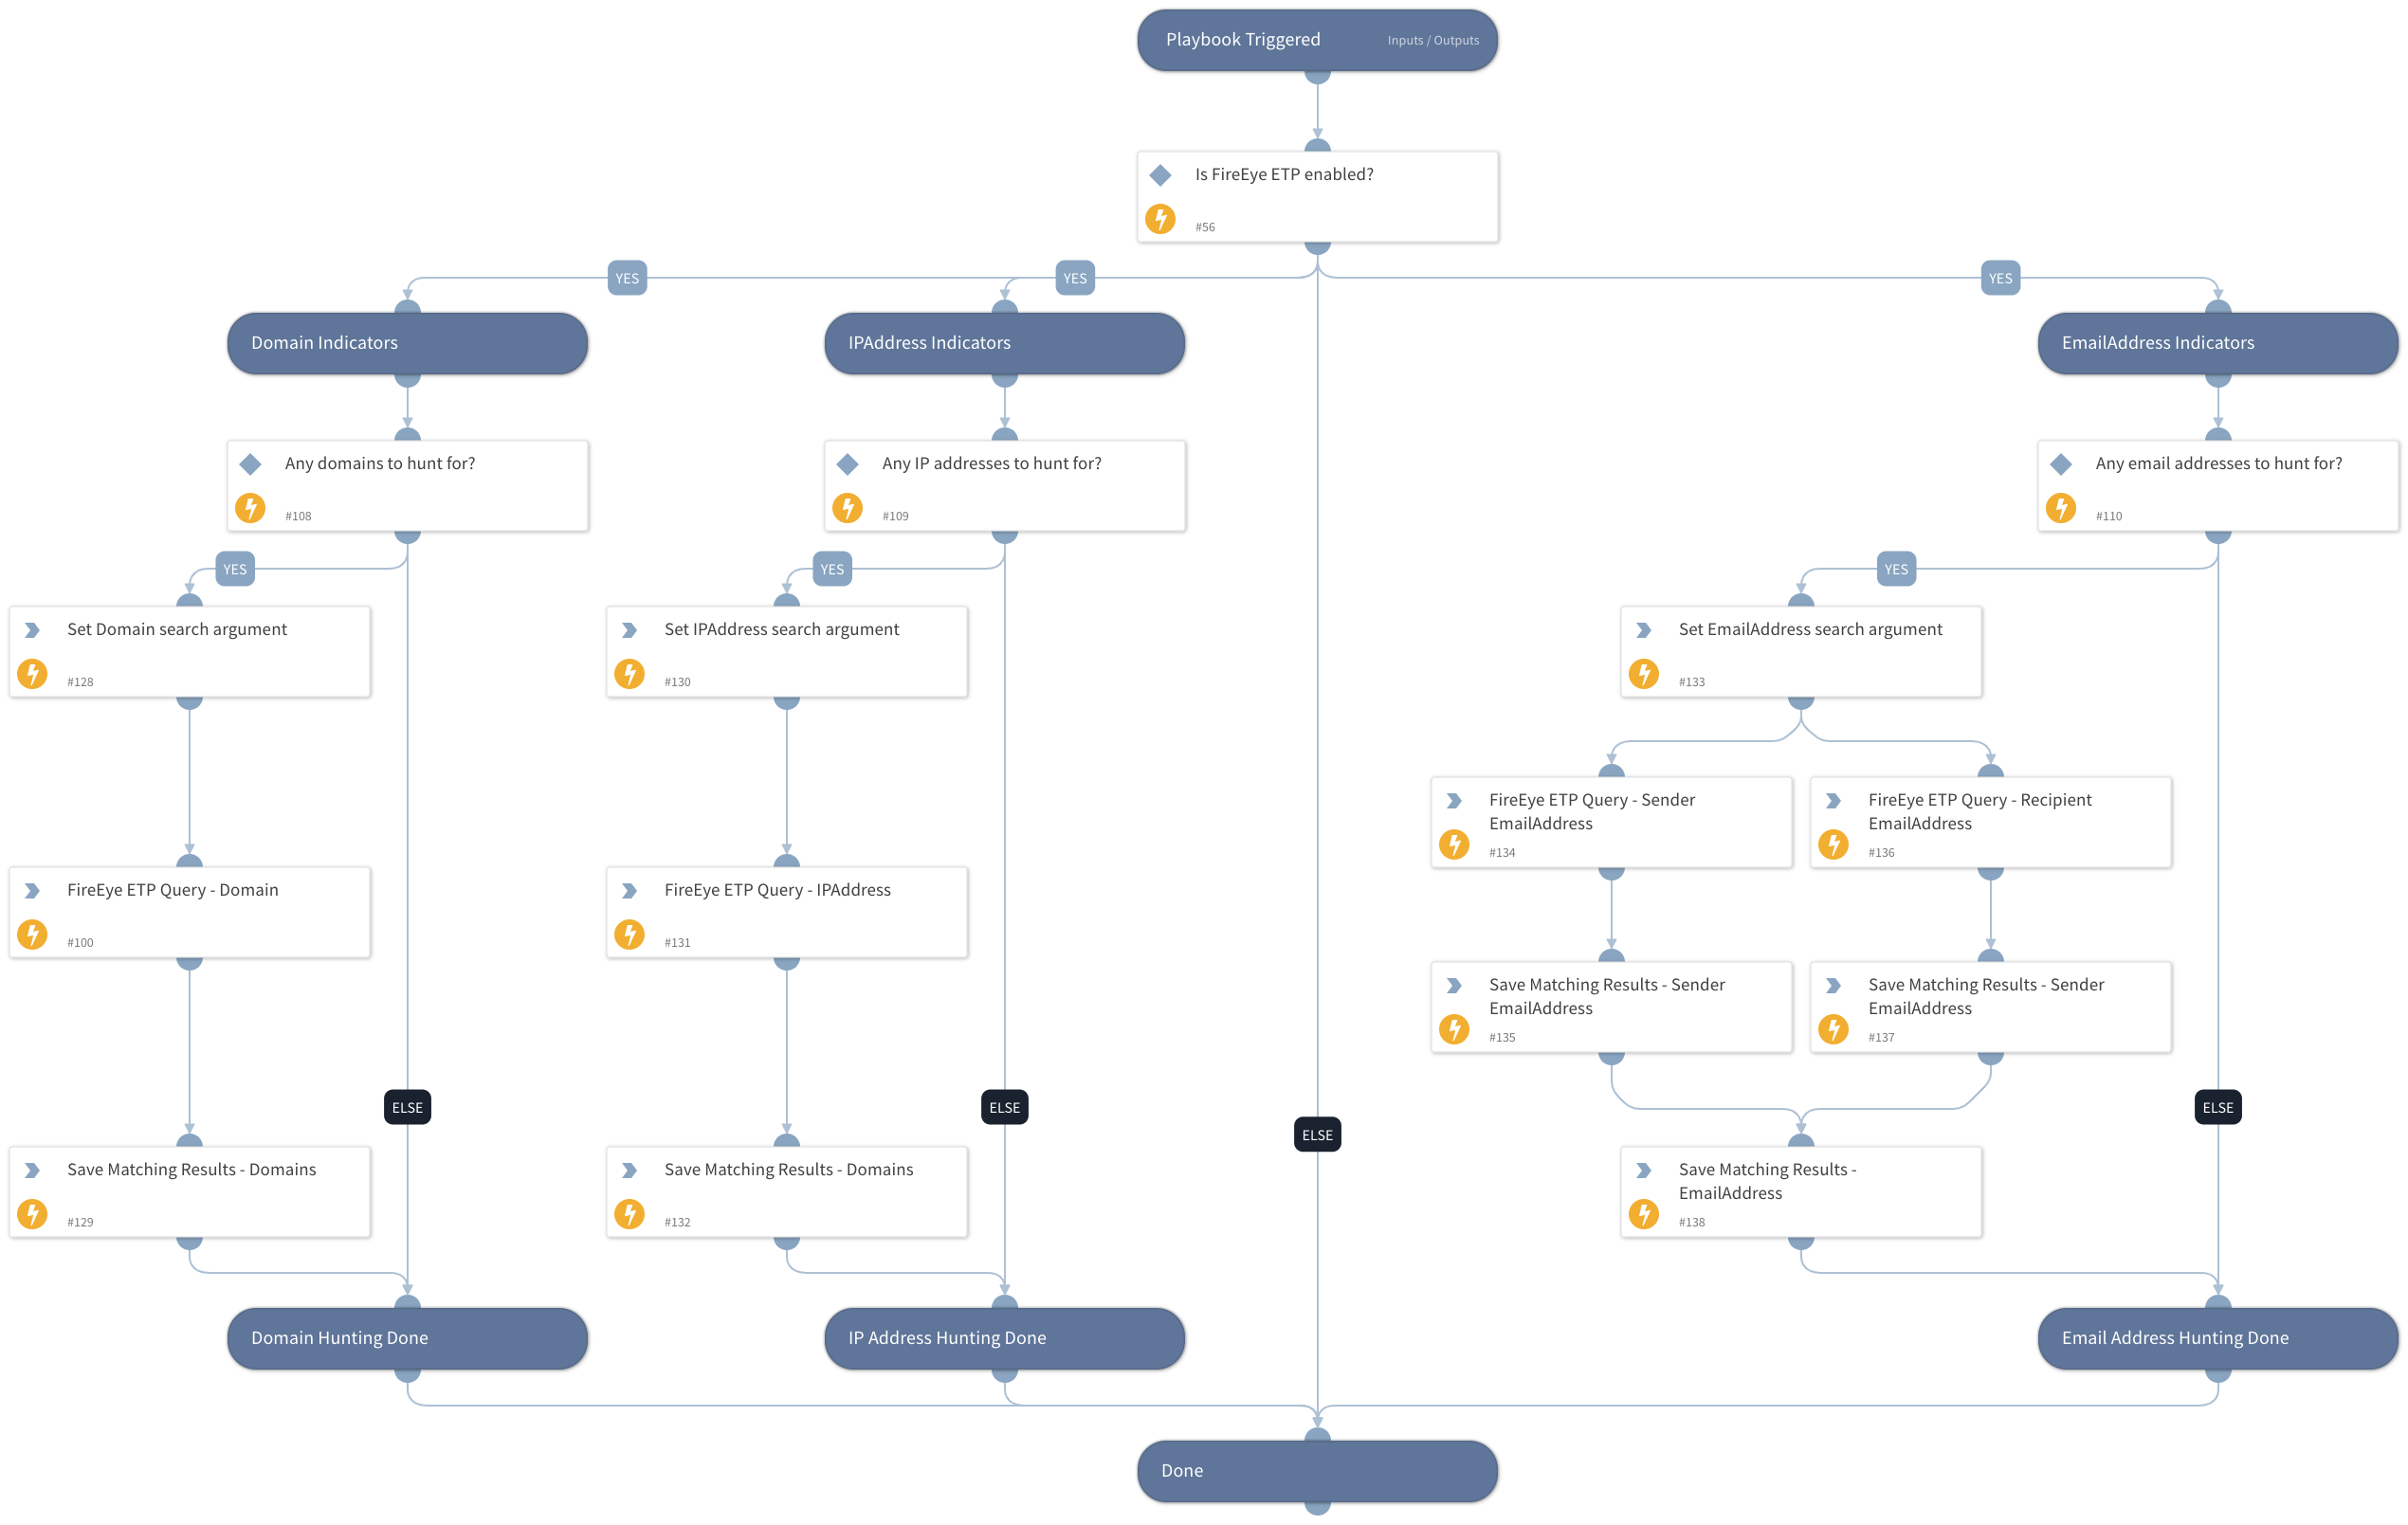 Playbook Triggered
Inputs / Outputs
Is FireEye ETP enabled?
#56
YES
YES
YES
Domain Indicators
IPAddress Indicators
EmailAddress Indicators
Any domains to hunt for?
#108
Any IP addresses to hunt for?
#109
Any email addresses to hunt for?
#110
YES
YES
YES
Set Domain search argument
#128
Set IPAddress search argument
#130
Set EmailAddress search argument
#133
FireEye ETP Query - Sender
EmailAddress
#134
FireEye ETP Query - Recipient
EmailAddress
#136
FireEye ETP Query - Domain
#100
FireEye ETP Query - IPAddress
#131
Save Matching Results - Sender
EmailAddress
#135
Save Matching Results - Sender
EmailAddress
#137
ELSE
ELSE
ELSE
ELSE
Save Matching Results - Domains
#129
Save Matching Results - Domains
#132
Save Matching Results -
EmailAddress
#138
Domain Hunting Done
IP Address Hunting Done
Email Address Hunting Done
Done